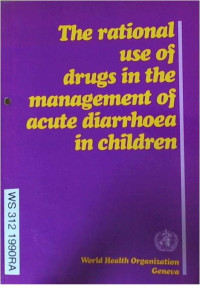 The rational
use of
drugs in the
management of
acute diarrhoea
in children
WS 312 1990RA
World Health Organization
Geneva